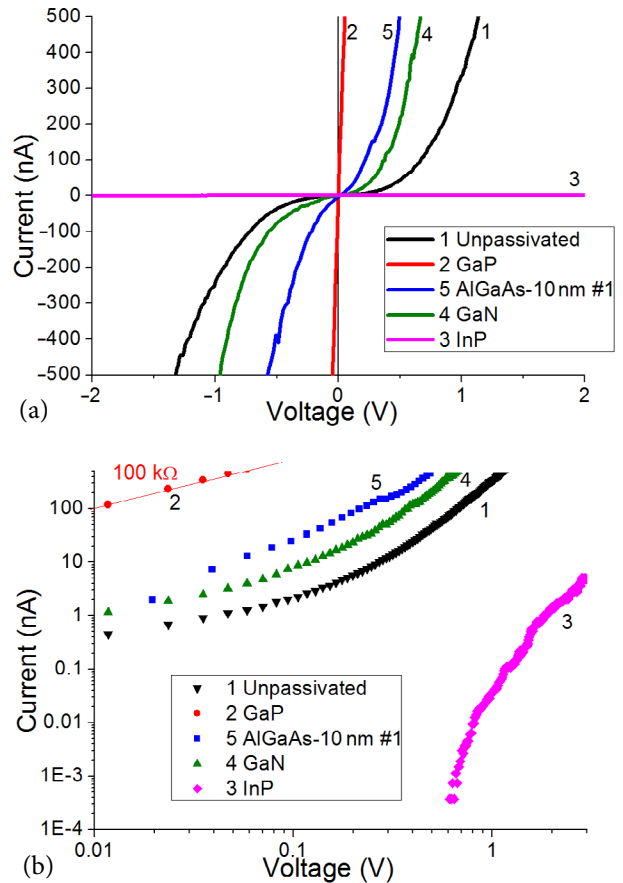 500
400
300
200
100
0
−100
−200
−300
−400
−500
Current (nA)
2
5
4
1
3
1 Unpassivated
2 GaP
5 AlGaAs-10 nm #1
4 GaN
3 InP
−2
−1
0
1
2
Voltage (V)
(a)
100 kΩ
2
5
4
1
3
100
10
1
0.1
0.01
1E−3
1E−4
Current (nA)
1 Unpassivated
2 GaP
5 AlGaAs-10 nm #1
4 GaN
3 InP
0.01
0.1
1
Voltage (V)
(b)